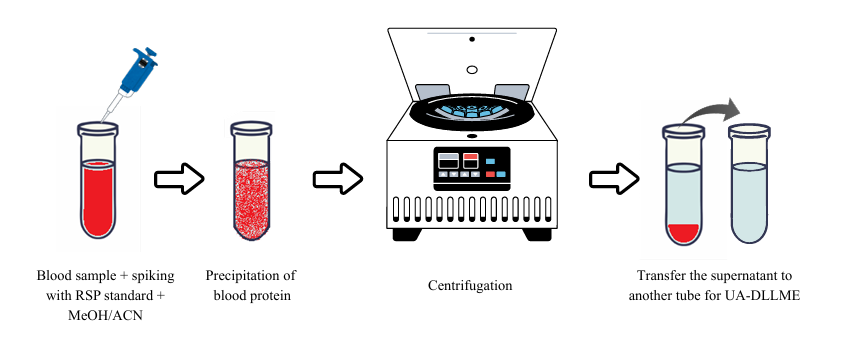 Blood sample + spiking
with RSP standard +
MeOH/ACN
Precipitation of
blood protein
Centrifugation
Transfer the supernatant to
another tube for UA-DLLME